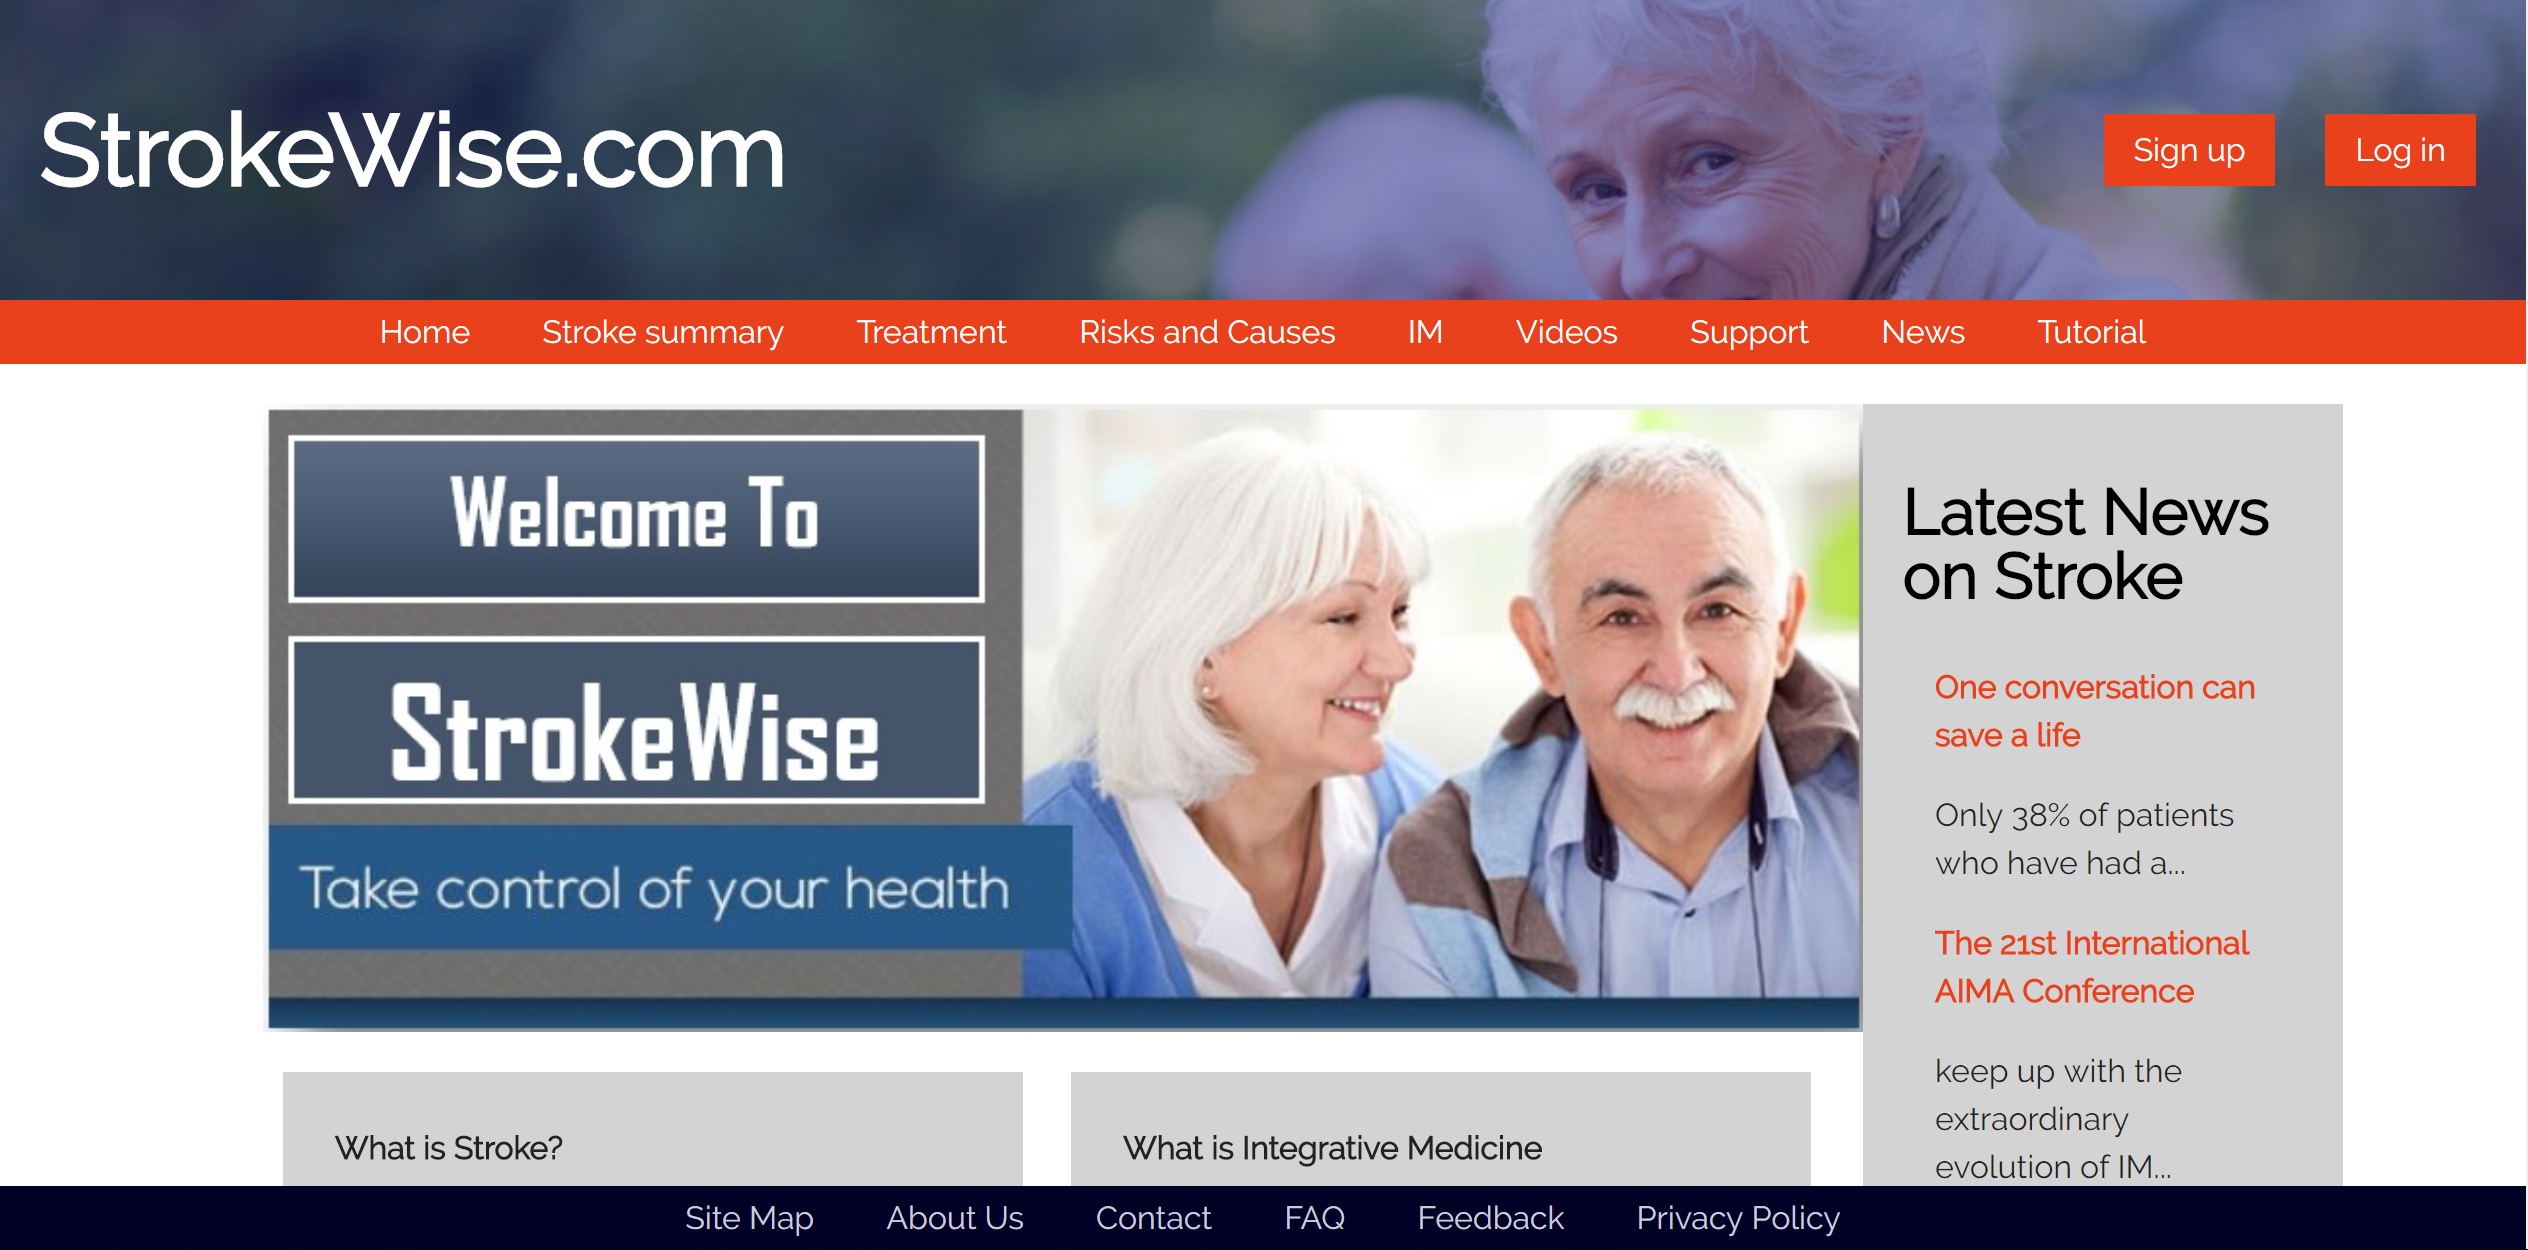 StrokeWise.com
Sign up
Log in
Home
Stroke summary
Treatment
Risks and Causes
IM
Videos
Support
News
Tutorial
Welcome To
StrokeWise
Take control of your health
Latest News
on Stroke
One conversation can
save a life
Only 38% of patients
who have had a...
The 21st International
AIMA Conference
keep up with the
extraordinary
evolution of IM...
What is Stroke?
What is Integrative Medicine
Site Map
About Us
Contact
FAQ
Feedback
Privacy Policy